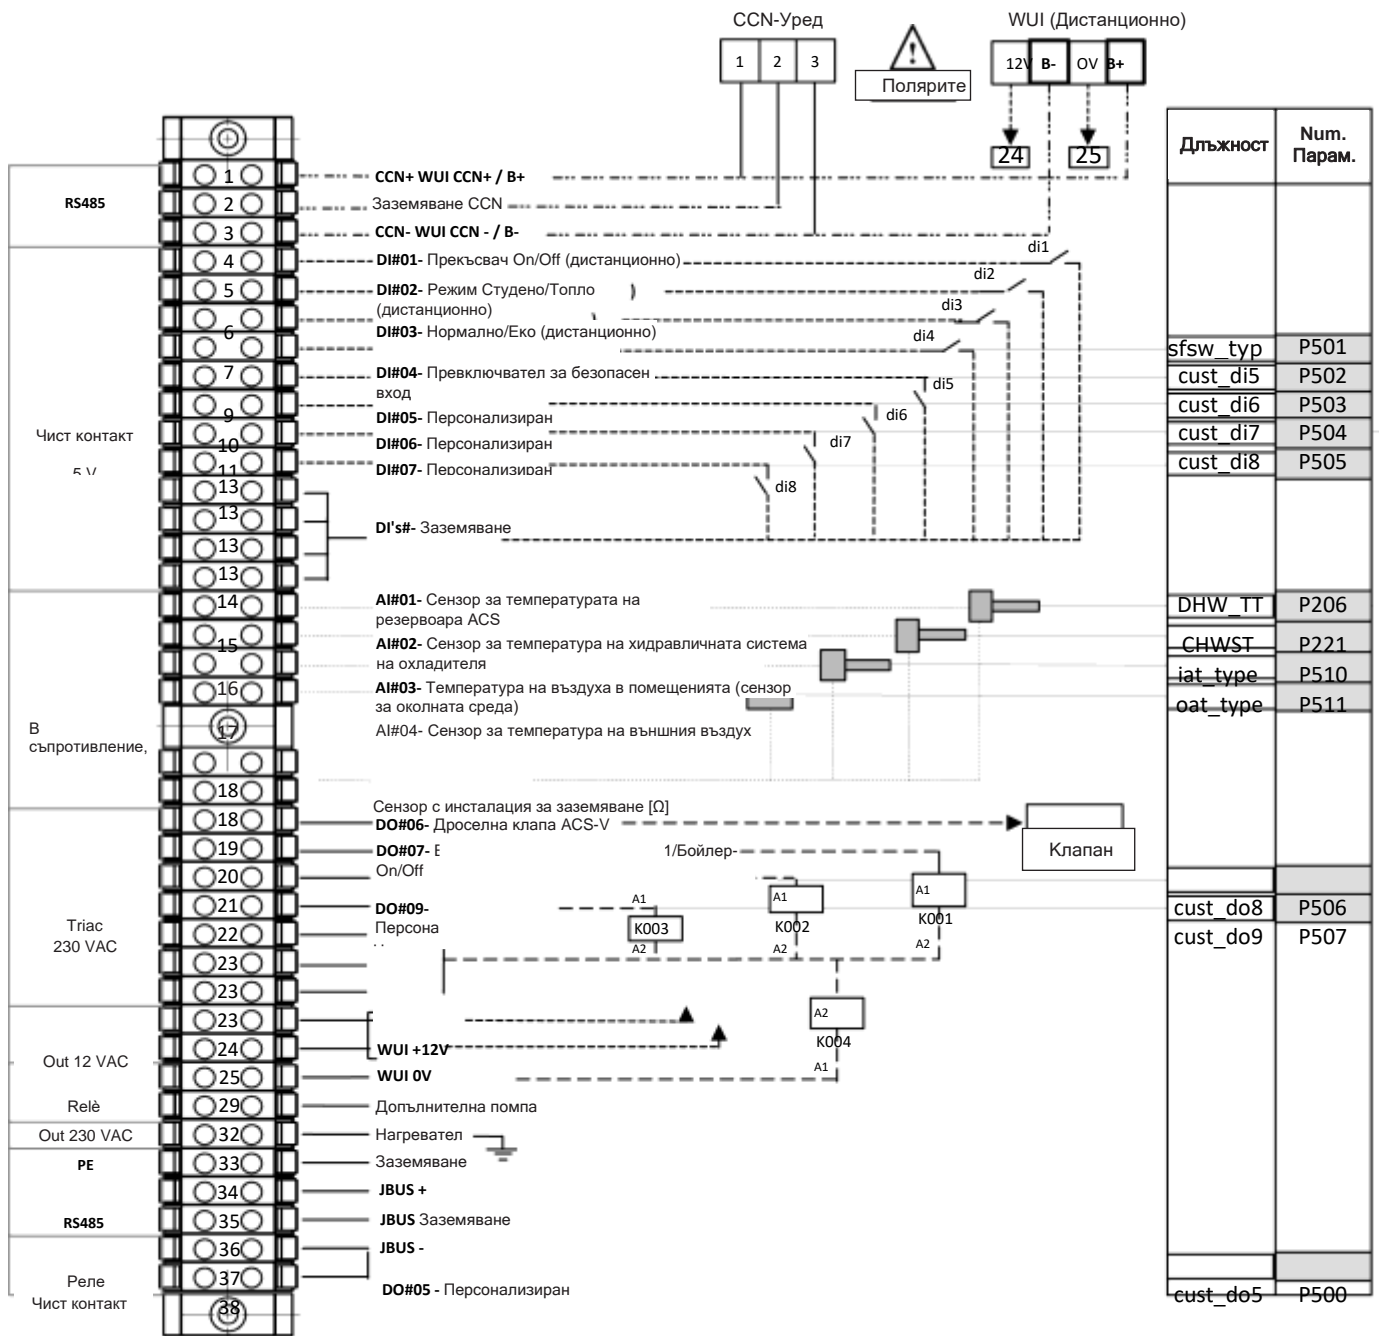 CCN-Уред
WUI (Дистанционно)
1 2 3
!
Полярите
12V B- OV B+
24 25
Длъжност
Num.
Парам.
RS485
1
CCN+ WUI CCN+ / B+
2
Заземяване CCN
3
CCN- WUI CCN - / B-
4
DI#01- Прекъсвач On/Off (дистанционно)
di1
5
DI#02- Режим Студено/Топло )
(дистанционно)
di2
6
DI#03- Нормално/Еко (дистанционно)
di3
di4
sfsw_typ P501
7
DI#04- Превключвател за безопасен
вход
di5
cust_di5 P502
9
DI#05- Персонализиран
di6
cust_di6 P503
Чист контакт
5 V
10
DI#06- Персонализиран
di7
cust_di7 P504
11
DI#07- Персонализиран
di8
cust_di8 P505
13
13
DI's#- Заземяване
13
13
14
AI#01- Сензор за температурата на
резервоара ACS
DHW_TT P206
15
AI#02- Сензор за температура на хидравличната система
на охладителя
CHWST P221
iat_type P510
16
AI#03- Температура на въздуха в помещенията (сензор
за околната среда)
oat_type P511
В
съпротивление,
17
AI#04- Сензор за температура на външния въздух
18
Сензор с инсталация за заземяване [Ω]
18
DO#06- Дроселна клапа ACS-V
Клапан
19
DO#07-
1/Бойлер-
20
On/Off
A1
K001
A2
A1
K002
A2
21
DO#09-
Персона
A1
K003
A2
cust_do8 P506
Triac
230 VAC
22
cust_do9 P507
23
23
23
A2
K004
A1
Out 12 VAC
24
WUI +12V
25
WUI 0V
Relè
29
Допълнителна помпа
Out 230 VAC
32
Нагревател
PE
33
Заземяване
34
JBUS +
RS485
35
JBUS Заземяване
36
JBUS -
Реле
Чист контакт
37
DO#05 - Персонализиран
38
cust_do5 P500